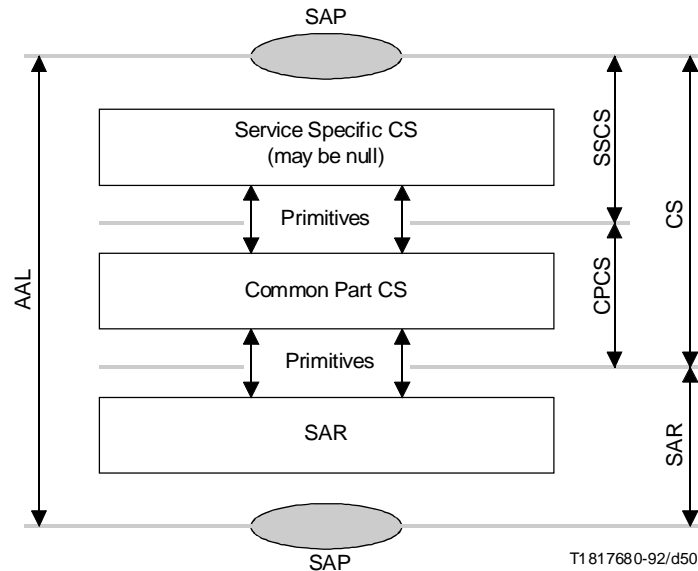 SAP
Service Specific CS
(may be null)
SSCS
Primitives
CS
AAL
Common Part CS
CPCS
Primitives
SAR
SAR
SAP
T1817680-92/d50